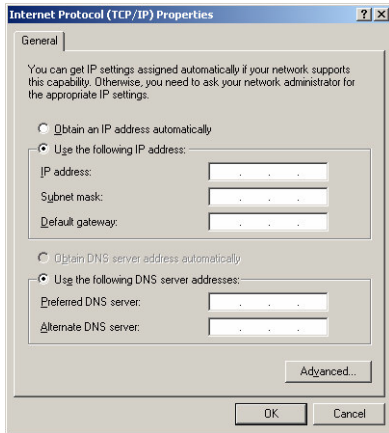 Internet Protocol (TCP/IP) Properties
General
You can get IP settings assigned automatically if your network supports
this capability. Otherwise, you need to ask your network administrator for
the appropriate IP settings.
Obtain an IP address automatically
Use the following IP address:
IP address:
Subnet mask:
Default gateway:
Obtain DNS server address automatically
Use the following DNS server addresses:
Preferred DNS server:
Alternate DNS server:
Advanced...
OK Cancel